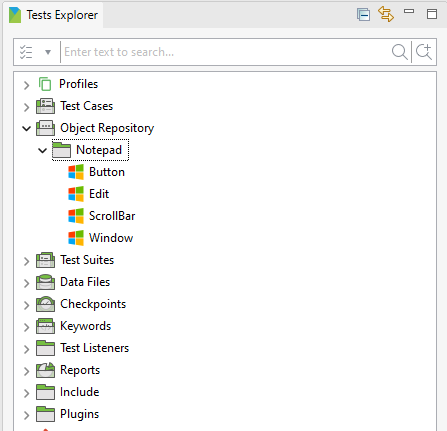 Tests Explorer
Enter text to search...
Profiles
Test Cases
Object Repository
Notepad
Button
Edit
ScrollBar
Window
Test Suites
Data Files
Checkpoints
Keywords
Test Listeners
Reports
Include
Plugins